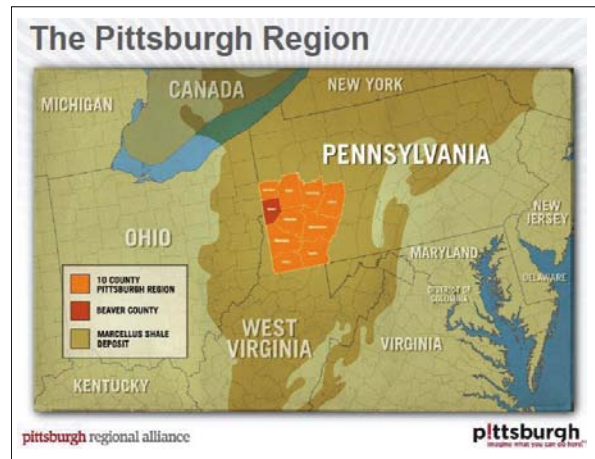 The Pittsburgh Region
MICHIGAN
CANADA
NEW YORK
PENNSYLVANIA
OHIO
NEW
JERSEY
MARYLAND
DELAWARE
DISTRICT OF
COLUMBIA
10 COUNTY
PITTSBURGH REGION
BEAVER COUNTY
MARCELLUS SHALE
DEPOSIT
WEST
VIRGINIA
VIRGINIA
KENTUCKY
pittsburgh regional alliance
p!ttsburgh
imagine what you can do here.